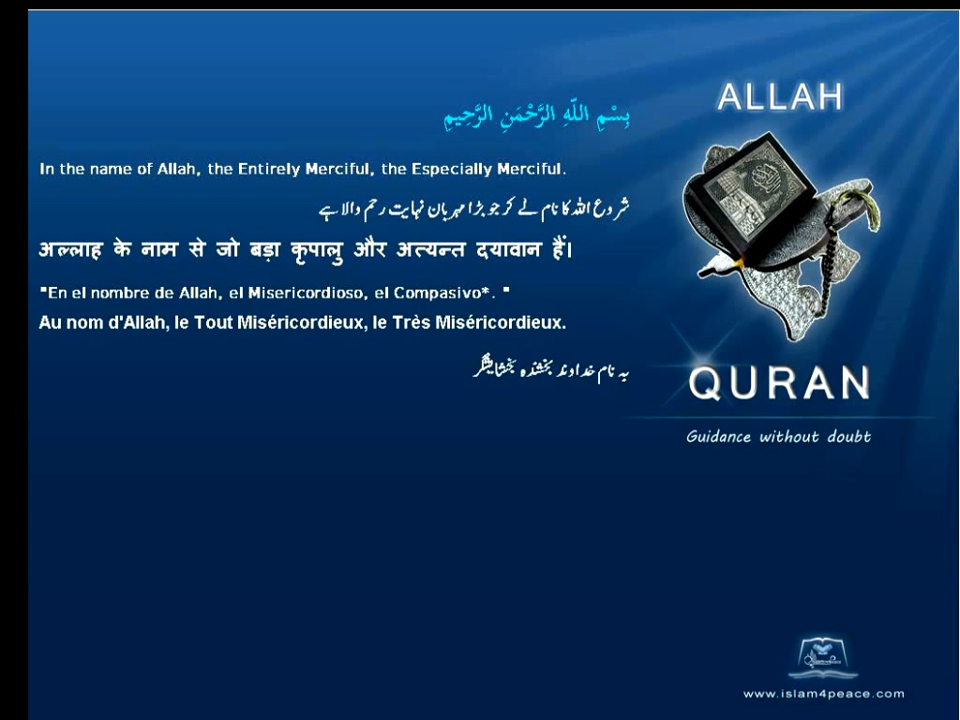 بِسْمِ اللّهِ الرَّحْمَنِ الرَّحِيمِ
In the name of Allah, the Entirely Merciful, the Especially Merciful.
شروع الله کا نام لے کر جو بڑا مہربان نہایت رحم والا ہے
अल्लाह के नाम से जो बड़ा कृपालु और अत्यन्त दयावान हैं।
"En el nombre de Allah, el Misericordioso, el Compasivo*. "
Au nom d'Allah, le Tout Miséricordieux, le Très Miséricordieux.
به نام خداوند بخشنده بخشایشگر
ALLAH
QURAN
Guidance without doubt
www.islam4peace.com